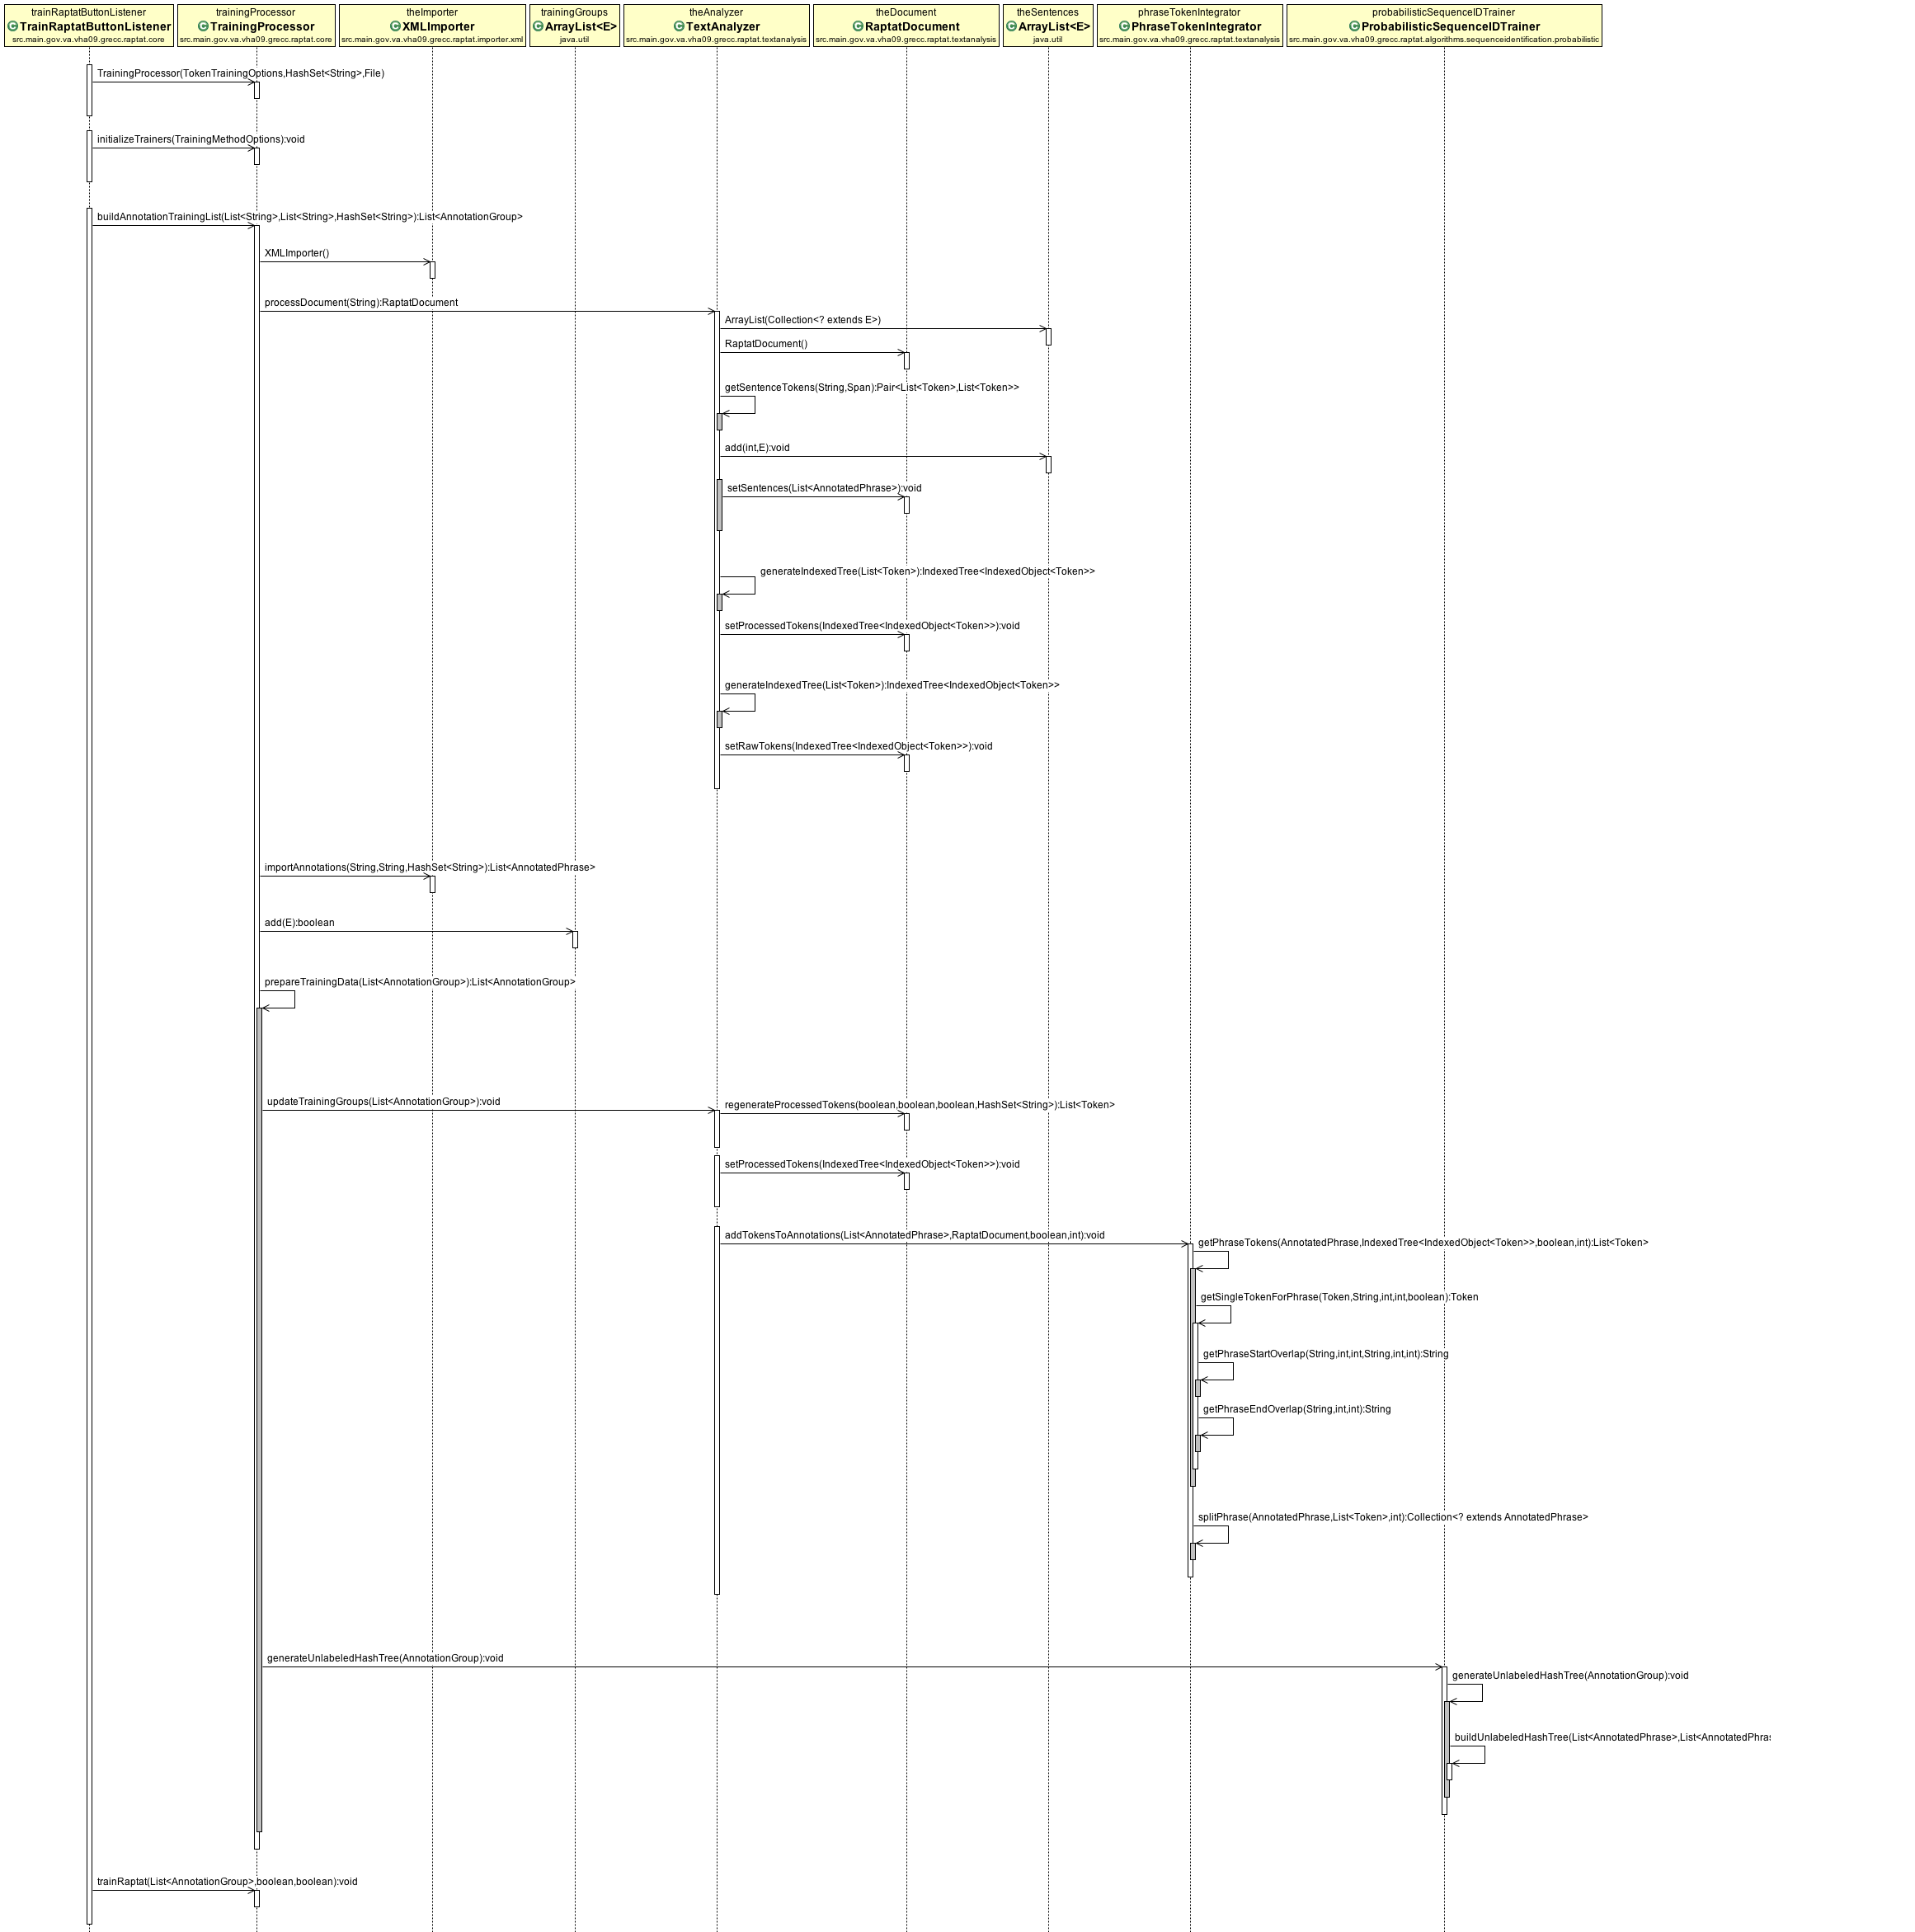 trainRaptatButtonListener
TrainRaptatButtonListener
src.main.gov.va.vha09.grecc.raptat.core
trainingProcessor
TrainingProcessor
src.main.gov.va.vha09.grecc.raptat.core
theImporter
XMLImporter
src.main.gov.va.vha09.grecc.raptat.importer.xml
trainingGroups
ArrayList<E>
java.util
theAnalyzer
TextAnalyzer
src.main.gov.va.vha09.grecc.raptat.textanalysis
theDocument
RaptatDocument
src.main.gov.va.vha09.grecc.raptat.textanalysis
theSentences
ArrayList<E>
java.util
phraseTokenIntegrator
PhraseTokenIntegrator
src.main.gov.va.vha09.grecc.raptat.textanalysis
probabilisticSequenceIDTrainer
ProbabilisticSequenceIDTrainer
src.main.gov.va.vha09.grecc.raptat.algorithms.sequenceidentification.probabilistic
TrainingProcessor(TokenTrainingOptions,HashSet<String>,File)
initializeTrainers(TrainingMethodOptions):void
buildAnnotationTrainingList(List<String>,List<String>,HashSet<String>):List<AnnotationGroup>
XMLImporter()
processDocument(String):RaptatDocument
ArrayList(Collection<? extends E>)
RaptatDocument()
getSentenceTokens(String,Span):Pair<List<Token>,List<Token>>
add(int,E):void
setSentences(List<AnnotatedPhrase>):void
generateIndexedTree(List<Token>):IndexedTree<IndexedObject<Token>>
setProcessedTokens(IndexedTree<IndexedObject<Token>>):void
generateIndexedTree(List<Token>):IndexedTree<IndexedObject<Token>>
setRawTokens(IndexedTree<IndexedObject<Token>>):void
importAnnotations(String,String,HashSet<String>):List<AnnotatedPhrase>
add(E):boolean
prepareTrainingData(List<AnnotationGroup>):List<AnnotationGroup>
updateTrainingGroups(List<AnnotationGroup>):void
regenerateProcessedTokens(boolean,boolean,boolean,HashSet<String>):List<Token>
setProcessedTokens(IndexedTree<IndexedObject<Token>>):void
addTokensToAnnotations(List<AnnotatedPhrase>,RaptatDocument,boolean,int):void
getPhraseTokens(AnnotatedPhrase,IndexedTree<IndexedObject<Token>>,boolean,int):List<Token>
getSingleTokenForPhrase(Token,String,int,int,boolean):Token
getPhraseStartOverlap(String,int,int,String,int,int):String
getPhraseEndOverlap(String,int,int):String
splitPhrase(AnnotatedPhrase,List<Token>,int):Collection<? extends AnnotatedPhrase>
generateUnlabeledHashTree(AnnotationGroup):void
generateUnlabeledHashTree(AnnotationGroup):void
buildUnlabeledHashTree(List<AnnotatedPhrase>,List<AnnotatedPhras
trainRaptat(List<AnnotationGroup>,boolean,boolean):void